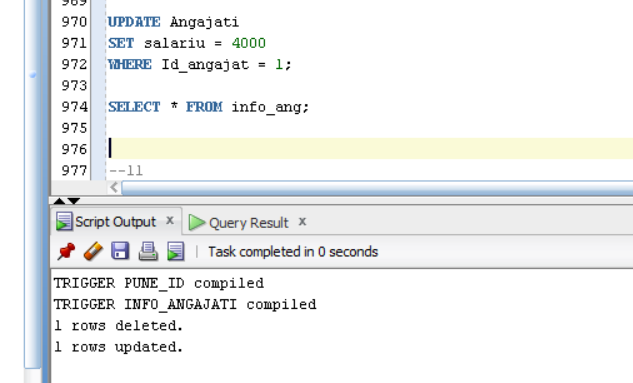 969
970 UPDATE Angajati
971 SET salariu = 4000
972 WHERE Id_angajat = 1;
973
974 SELECT * FROM info_ang;
975
976
977 --11
Script Output x Query Result x
Task completed in 0 seconds
TRIGGER PUNE_ID compiled
TRIGGER INFO_ANGAJATI compiled
1 rows deleted.
1 rows updated.